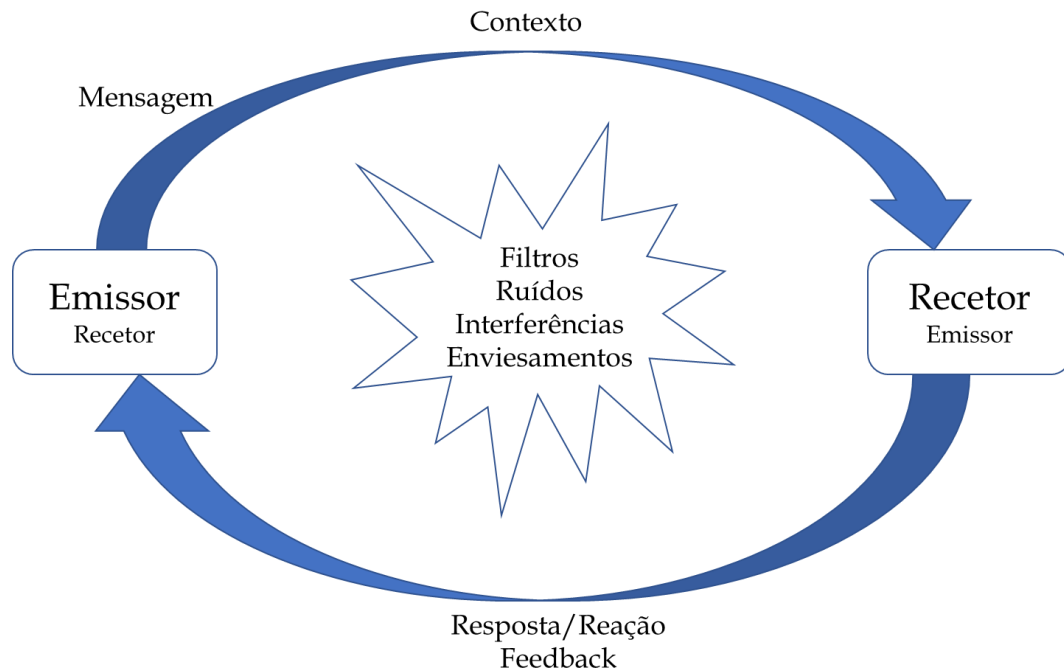 Contexto
Mensagem
Emissor
Recetor
Filtros
Ruídos
Interferências
Enviesamentos
Recetor
Emissor
Resposta/Reação
Feedback